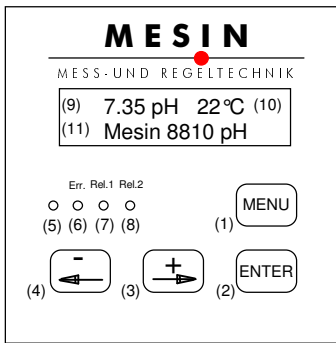 MESIN
MESS-UND REGELTECHNIK
(9) 7.35 pH 22°C (10)
(11) Mesin 8810 pH
Err. Rel.1 Rel.2
(5) (6) (7) (8)
(1) MENU
(4) - (3) + (2) ENTER